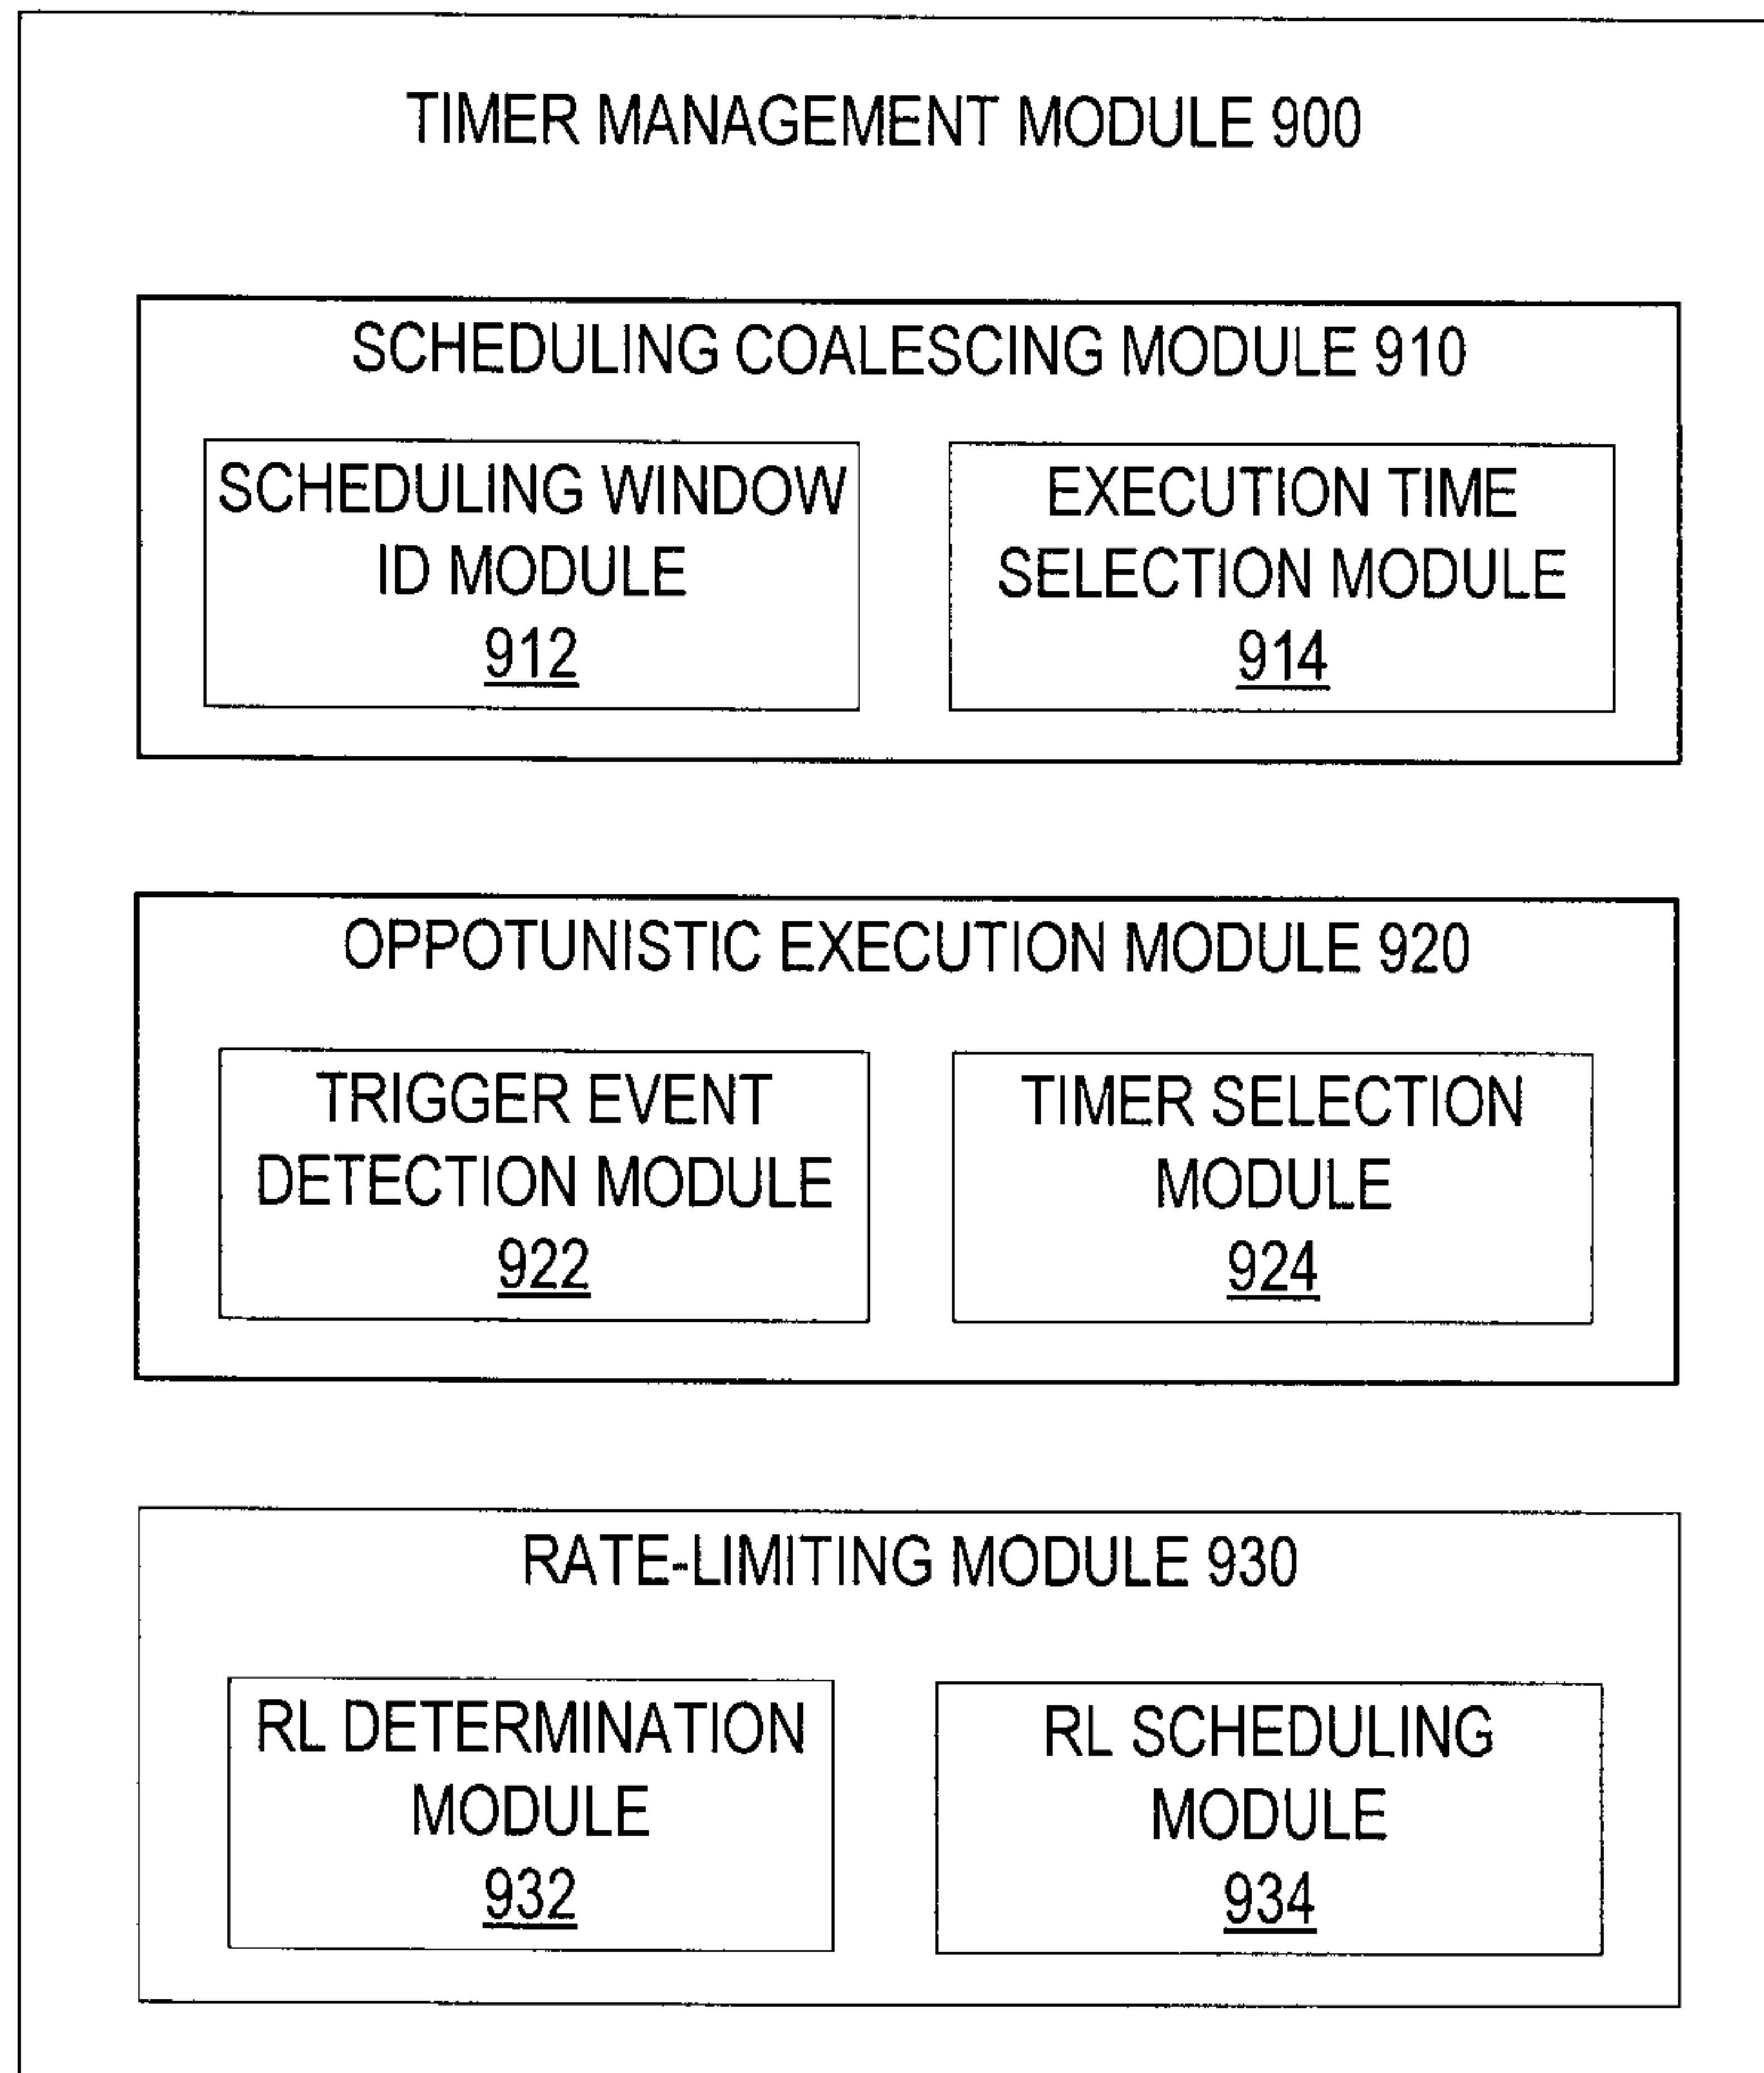 TIMER MANAGEMENT MODULE 900
SCHEDULING COALESCING MODULE 910
SCHEDULING WINDOW
ID MODULE
912
EXECUTION TIME
SELECTION MODULE
914
OPPOTUNISTIC EXECUTION MODULE 920
TRIGGER EVENT
DETECTION MODULE
922
TIMER SELECTION
MODULE
924
RATE-LIMITING MODULE 930
RL DETERMINATION
MODULE
932
RL SCHEDULING
MODULE
934